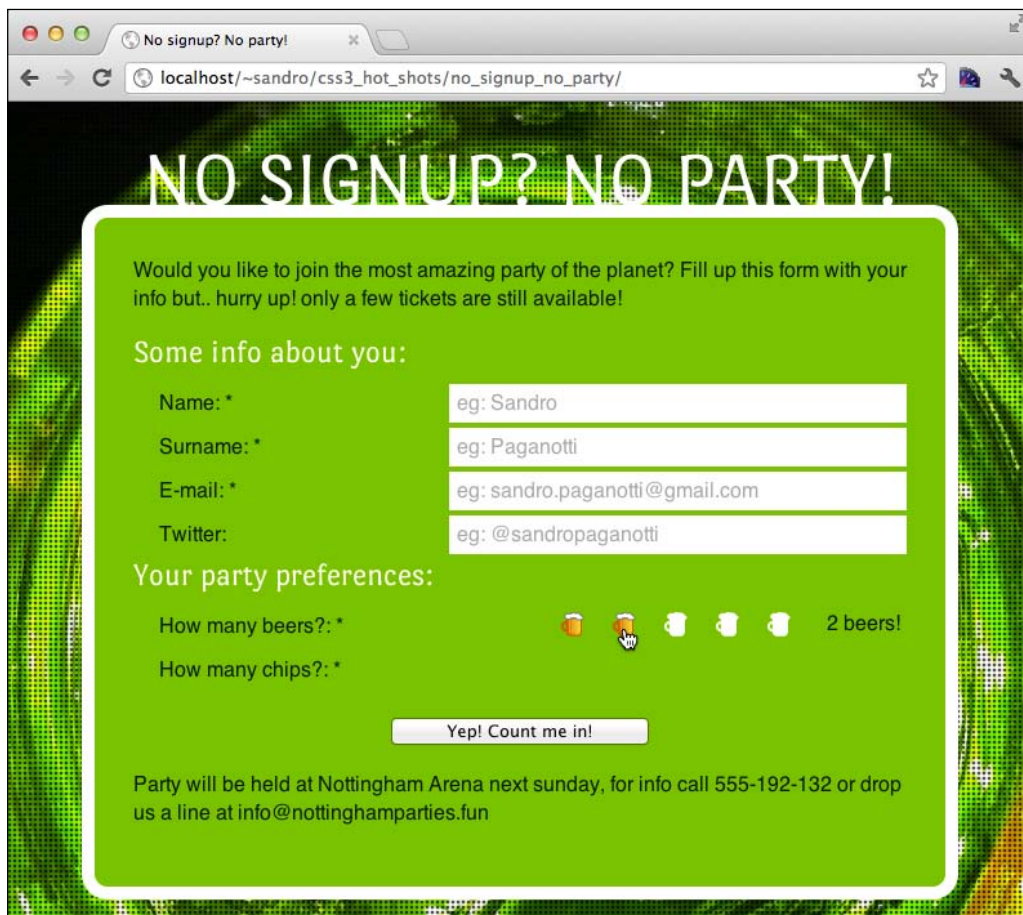 No signup? No party!
localhost/~sandro/css3_hot_shots/no_signup_no_party/
NO SIGNUP? NO PARTY!
Would you like to join the most amazing party of the planet? Fill up this form with your
info but.. hurry up! only a few tickets are still available!
Some info about you:
Name: *
eg: Sandro
Surname: *
eg: Paganotti
E-mail: *
eg: sandro.paganotti@gmail.com
Twitter:
eg: @sandropaganotti
Your party preferences:
How many beers?: *
2 beers!
How many chips?: *
Yep! Count me in!
Party will be held at Nottingham Arena next sunday, for info call 555-192-132 or drop
us a line at info@nottinghamparties.fun